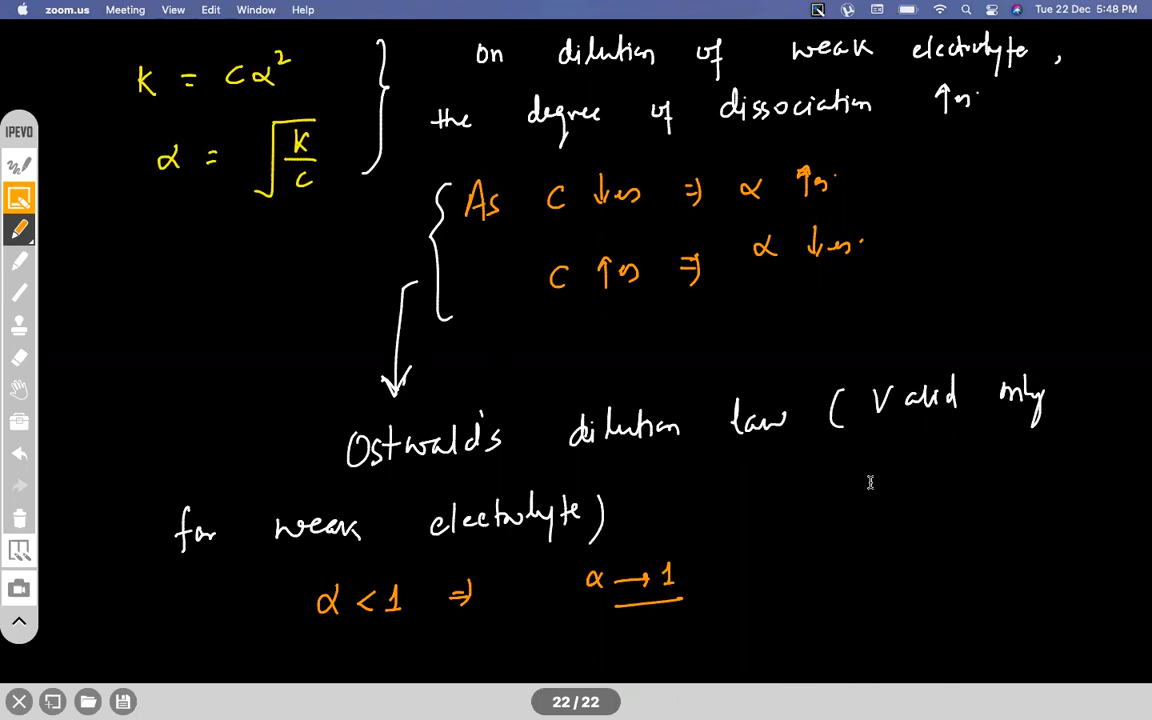 zoom.us Meeting View Edit Window Help Tue 22 Dec 5:48 PM
IPEVO
K = Cα²
α = √(K/C)
on dilution of weak electrolyte,
the degree of dissociation ↑es.
As C ↓es ⇒ α ↑es.
C ↑es ⇒ α ↓es.
Ostwald's dilution law (Valid only
for weak electrolyte)
α < 1 ⇒ α → 1
22 / 22